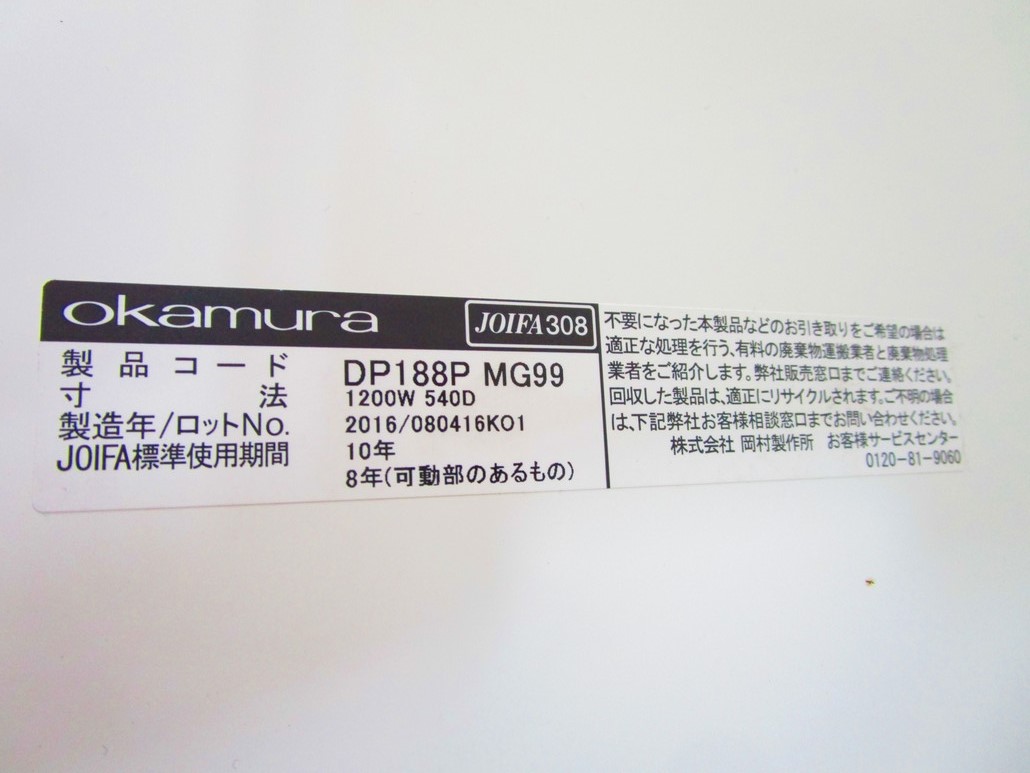 okamura JOIFA308
製品コード DP188P MG99
寸法 1200W 540D
製造年/ロットNo. 2016/080416K01
JOIFA標準使用期間 10年
8年(可動部のあるもの)
不要になった本製品などのお引き取りをご希望の場合は
適正な処理を行う、有料の廃棄物運搬業者と廃棄物処理
業者をご紹介します。弊社販売窓口までご連絡ください。
回収した製品は、適正にリサイクルされます。ご不明の場合
は、下記弊社お客様相談窓口までお問い合わせください。
株式会社 岡村製作所 お客様サービスセンター
0120-81-9060